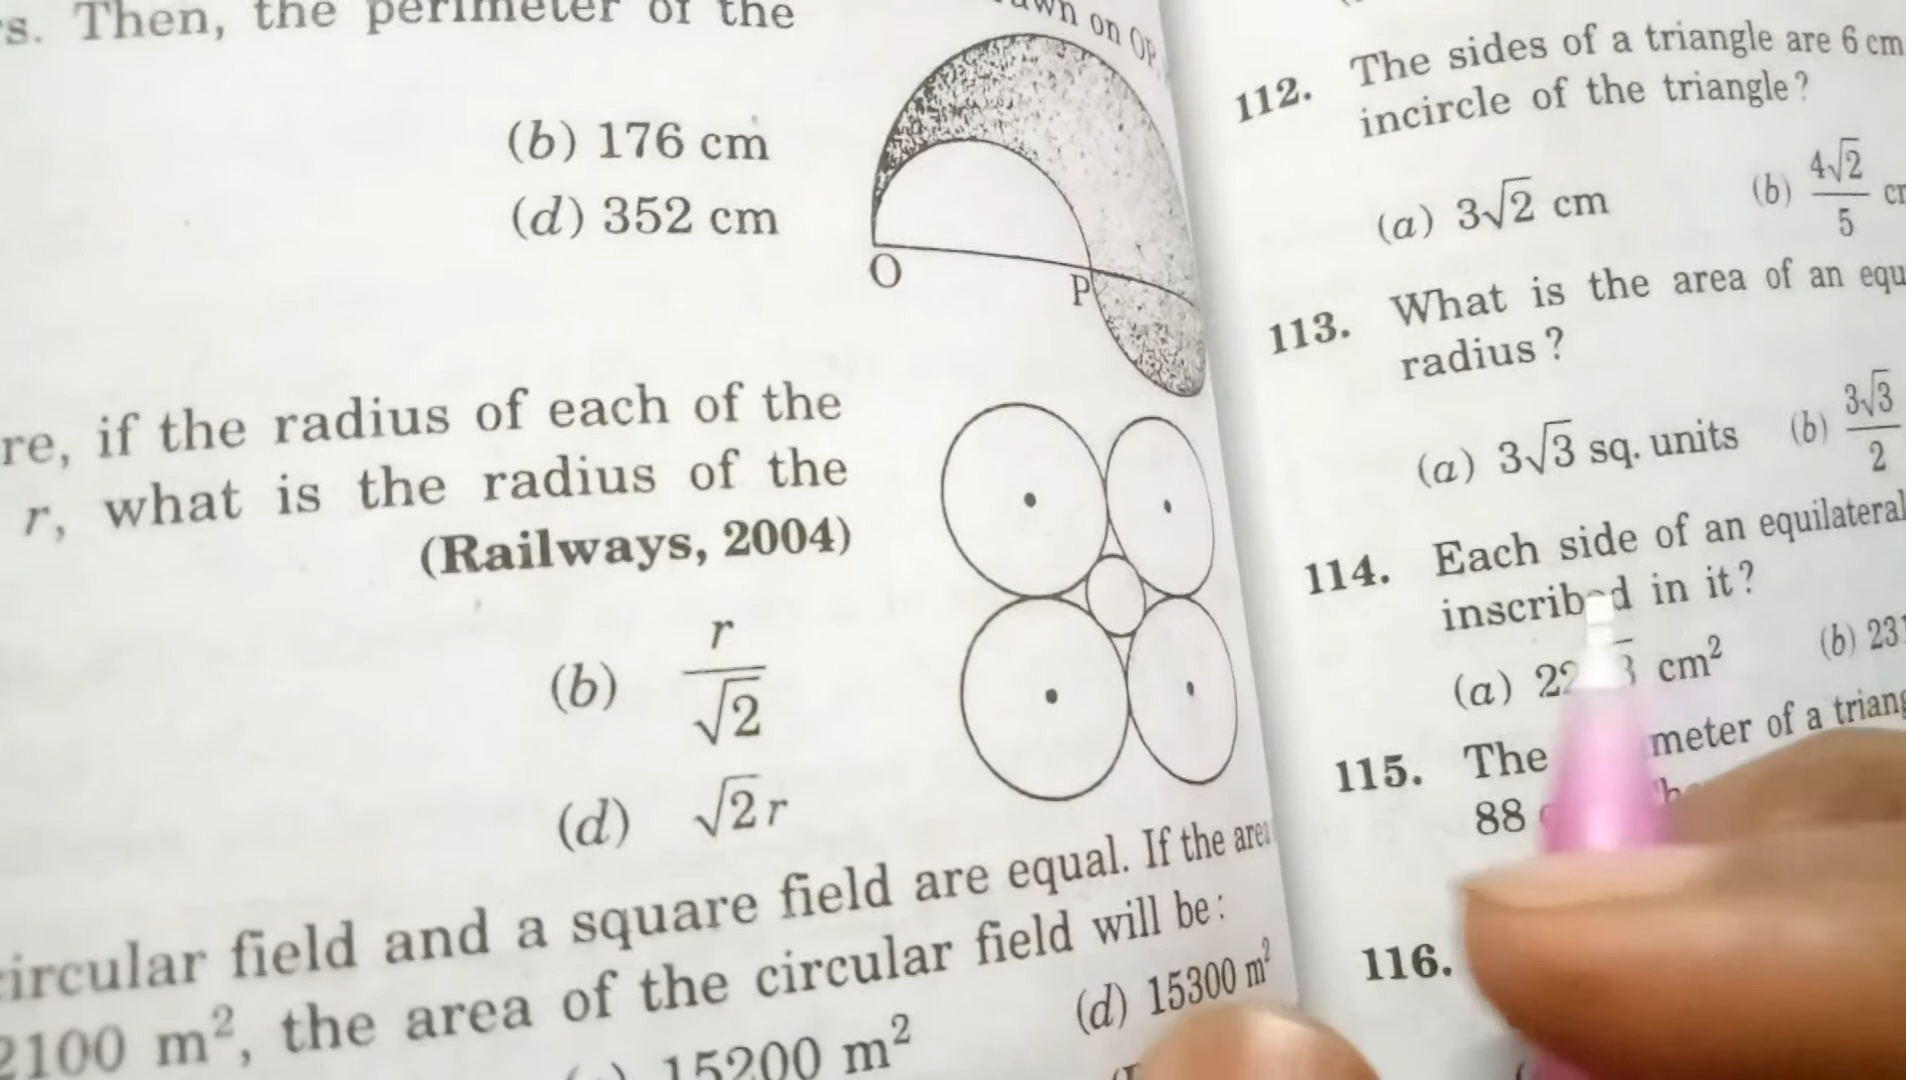 s. Then, the perimeter of the
(b) 176 cm
(d) 352 cm
on OP
O
P
re, if the radius of each of the
r, what is the radius of the
(Railways, 2004)
(b) r/√2
(d) √2r
circular field and a square field are equal. If the area
2100 m², the area of the circular field will be:
15200 m²
(d) 15300 m²
112. The sides of a triangle are 6 cm
incircle of the triangle?
(a) 3√2 cm
(b) 4√2/5
113. What is the area of an equ
radius?
(a) 3√3 sq. units
(b) 3√3/2
114. Each side of an equilateral
inscribed in it?
(a) 22 3 cm²
(b) 231
115. The meter of a triang
88
116.